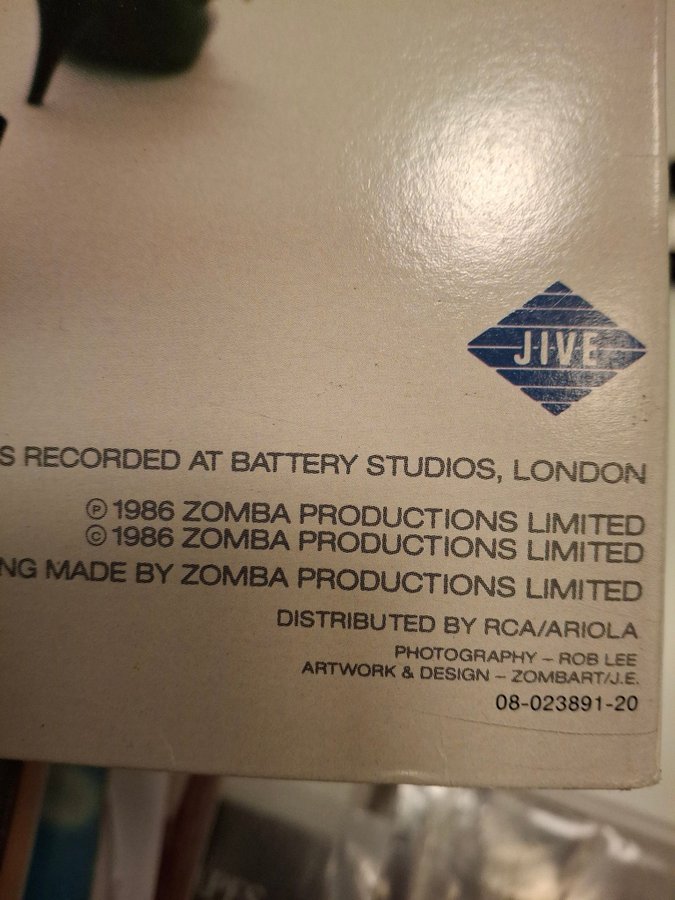 JIVE
S RECORDED AT BATTERY STUDIOS, LONDON
Ⓟ 1986 ZOMBA PRODUCTIONS LIMITED
© 1986 ZOMBA PRODUCTIONS LIMITED
NG MADE BY ZOMBA PRODUCTIONS LIMITED
DISTRIBUTED BY RCA/ARIOLA
PHOTOGRAPHY – ROB LEE
ARTWORK & DESIGN – ZOMBART/J.E.
08-023891-20